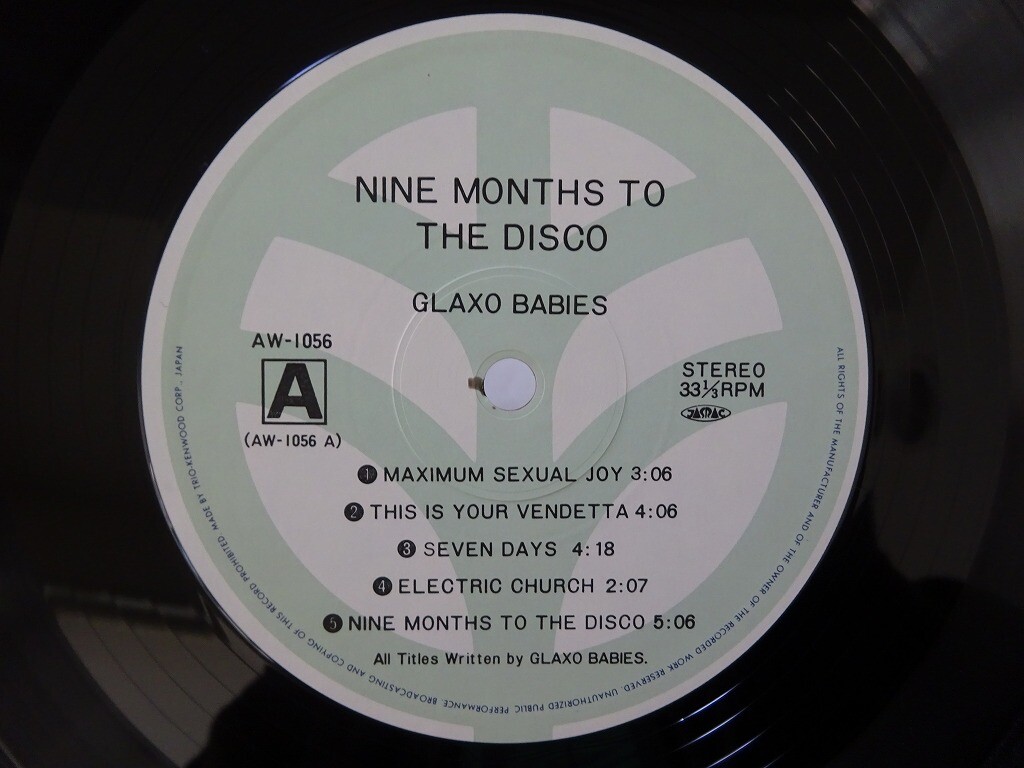 NINE MONTHS TO
THE DISCO
GLAXO BABIES
AW-1056
A
(AW-1056 A)
STEREO
33⅓RPM
JASRAC
❶ MAXIMUM SEXUAL JOY 3:06
❷ THIS IS YOUR VENDETTA 4:06
❸ SEVEN DAYS 4:18
❹ ELECTRIC CHURCH 2:07
❺ NINE MONTHS TO THE DISCO 5:06
All Titles Written by GLAXO BABIES.
ALL RIGHTS OF THE MANUFACTURER AND OF THE OWNER OF THE RECORDED WORK RESERVED. UNAUTHORIZED PUBLIC PERFORMANCE BROADCASTING AND COPYING OF THIS RECORD PROHIBITED MADE BY TRIO-KENWOOD CORP., JAPAN